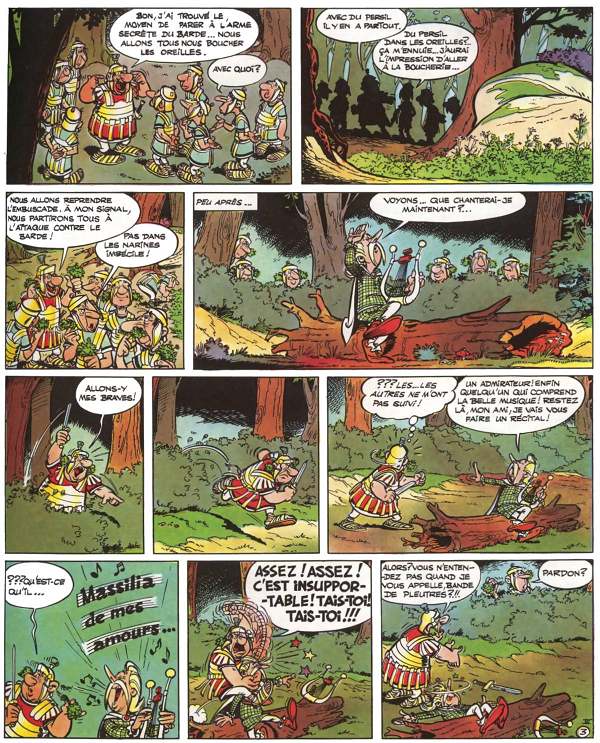 BON, J'AI TROUVÉ LE
MOYEN DE PARER À L'ARME
SECRÈTE DU BARDE... NOUS
ALLONS TOUS NOUS BOUCHER
LES OREILLES.
AVEC QUOI?
AVEC DU PERSIL
IL Y EN A PARTOUT.
DU PERSIL
DANS LES OREILLES?..
ÇA M'ENNUIE... J'AURAI
L'IMPRESSION D'ALLER
À LA BOUCHERIE...
NOUS ALLONS REPRENDRE
L'EMBUSCADE. À MON SIGNAL,
NOUS PARTIRONS TOUS À
L'ATTAQUE CONTRE LE
BARDE!
PAS DANS
LES NARINES
IMBÉCILE!
PEU APRÈS...
VOYONS... QUE CHANTERAI-JE
MAINTENANT?...
ALLONS-Y
MES BRAVES!
??? LES... LES
AUTRES NE M'ONT
PAS SUIVI!
UN ADMIRATEUR! ENFIN
QUELQU'UN QUI COMPREND
LA BELLE MUSIQUE! RESTEZ
LÀ, MON AMI, JE VAIS VOUS
FAIRE UN RÉCITAL!
??? QU'EST-CE
QU'IL...
Massilia
de mes
amours...
ASSEZ! ASSEZ!
C'EST INSUPPOR-
-TABLE! TAIS-TOI!
TAIS-TOI!!!
ALORS? VOUS N'ENTEN-
DEZ PAS QUAND JE
VOUS APPELLE, BANDE
DE PLEUTRES?!!.
PARDON?
3